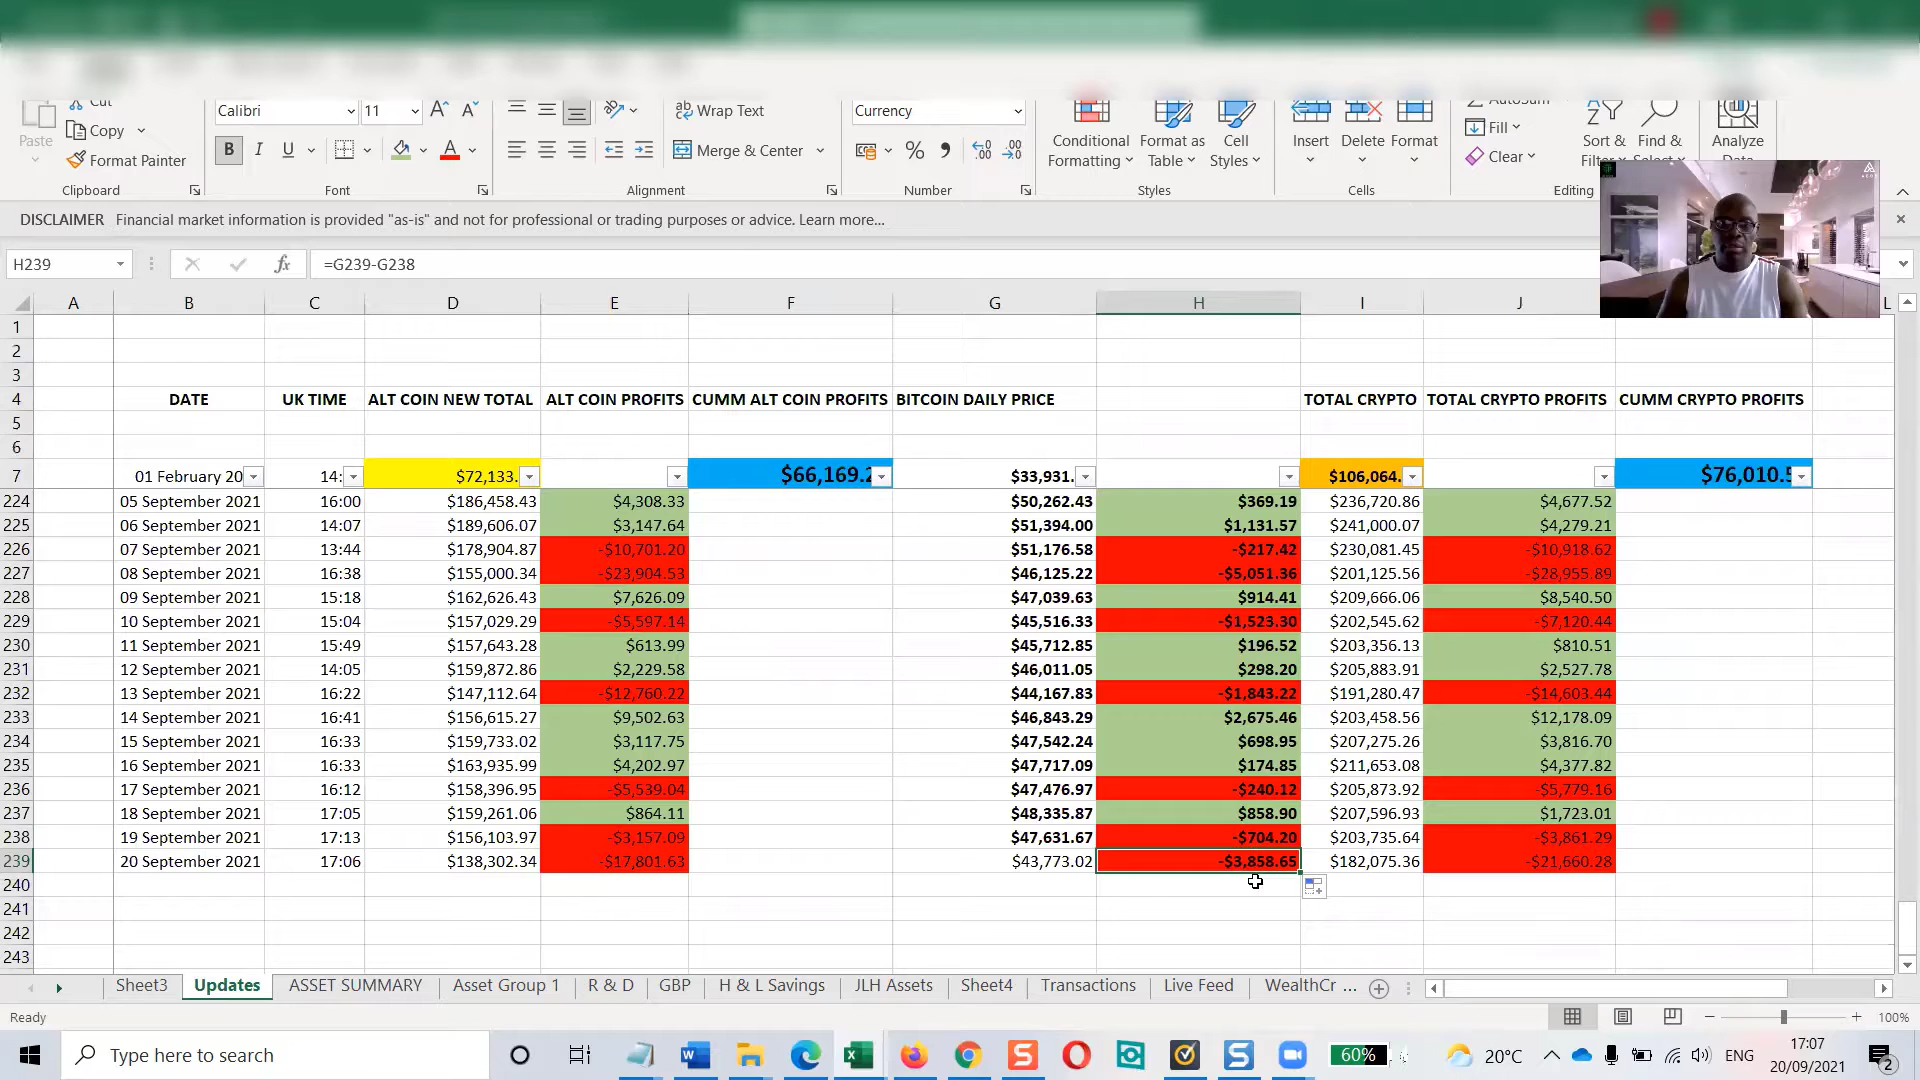 Cut
Calibri 11 Wrap Text Currency AutoSum
Paste Copy Conditional Formatting Format as Table Cell Styles Insert Delete Format Fill Sort & Filter Find & Select Analyze Data
Format Painter B I U Merge & Center % Clear
Clipboard Font Alignment Number Styles Cells Editing
DISCLAIMER Financial market information is provided "as-is" and not for professional or trading purposes or advice. Learn more...
H239 fx =G239-G238
A B C D E F G H I J L
1
2
3
4 DATE UK TIME ALT COIN NEW TOTAL ALT COIN PROFITS CUMM ALT COIN PROFITS BITCOIN DAILY PRICE TOTAL CRYPTO TOTAL CRYPTO PROFITS CUMM CRYPTO PROFITS
5
6
7 01 February 20 14: $72,133. $66,169.2 $33,931. $106,064. $76,010.5
224 05 September 2021 16:00 $186,458.43 $4,308.33 $50,262.43 $369.19 $236,720.86 $4,677.52
225 06 September 2021 14:07 $189,606.07 $3,147.64 $51,394.00 $1,131.57 $241,000.07 $4,279.21
226 07 September 2021 13:44 $178,904.87 -$10,701.20 $51,176.58 -$217.42 $230,081.45 -$10,918.62
227 08 September 2021 16:38 $155,000.34 -$23,904.53 $46,125.22 -$5,051.36 $201,125.56 -$28,955.89
228 09 September 2021 15:18 $162,626.43 $7,626.09 $47,039.63 $914.41 $209,666.06 $8,540.50
229 10 September 2021 15:04 $157,029.29 -$5,597.14 $45,516.33 -$1,523.30 $202,545.62 -$7,120.44
230 11 September 2021 15:49 $157,643.28 $613.99 $45,712.85 $196.52 $203,356.13 $810.51
231 12 September 2021 14:05 $159,872.86 $2,229.58 $46,011.05 $298.20 $205,883.91 $2,527.78
232 13 September 2021 16:22 $147,112.64 -$12,760.22 $44,167.83 -$1,843.22 $191,280.47 -$14,603.44
233 14 September 2021 16:41 $156,615.27 $9,502.63 $46,843.29 $2,675.46 $203,458.56 $12,178.09
234 15 September 2021 16:33 $159,733.02 $3,117.75 $47,542.24 $698.95 $207,275.26 $3,816.70
235 16 September 2021 16:33 $163,935.99 $4,202.97 $47,717.09 $174.85 $211,653.08 $4,377.82
236 17 September 2021 16:12 $158,396.95 -$5,539.04 $47,476.97 -$240.12 $205,873.92 -$5,779.16
237 18 September 2021 17:05 $159,261.06 $864.11 $48,335.87 $858.90 $207,596.93 $1,723.01
238 19 September 2021 17:13 $156,103.97 -$3,157.09 $47,631.67 -$704.20 $203,735.64 -$3,861.29
239 20 September 2021 17:06 $138,302.34 -$17,801.63 $43,773.02 -$3,858.65 $182,075.36 -$21,660.28
240
241
242
243
Sheet3 Updates ASSET SUMMARY Asset Group 1 R & D GBP H & L Savings JLH Assets Sheet4 Transactions Live Feed WealthCr ...
Ready 100%
Type here to search 60% 20°C ENG 17:07
20/09/2021 2